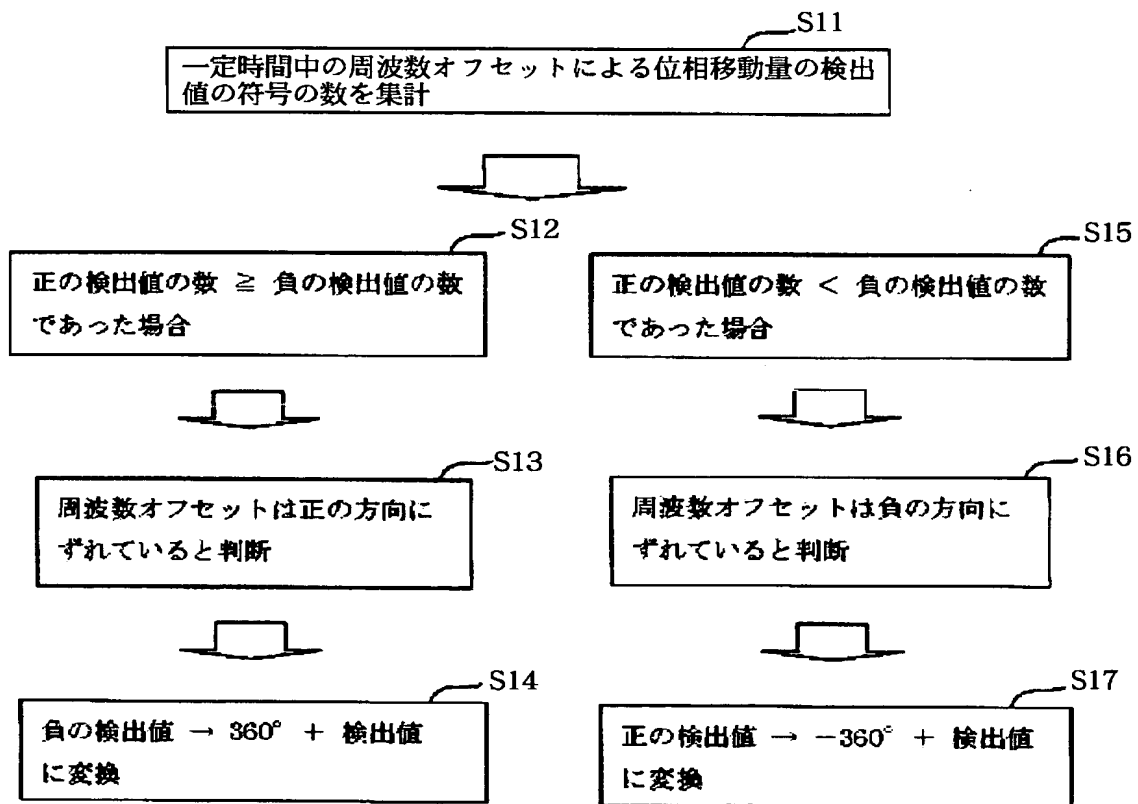 S11
一定時間中の周波数オフセットによる位相移動量の検出
値の符号の数を集計
S12
正の検出値の数 ≧ 負の検出値の数
であった場合
S15
正の検出値の数 < 負の検出値の数
であった場合
S13
周波数オフセットは正の方向に
ずれていると判断
S16
周波数オフセットは負の方向に
ずれていると判断
S14
負の検出値 → 360° + 検出値
に変換
S17
正の検出値 → −360° + 検出値
に変換